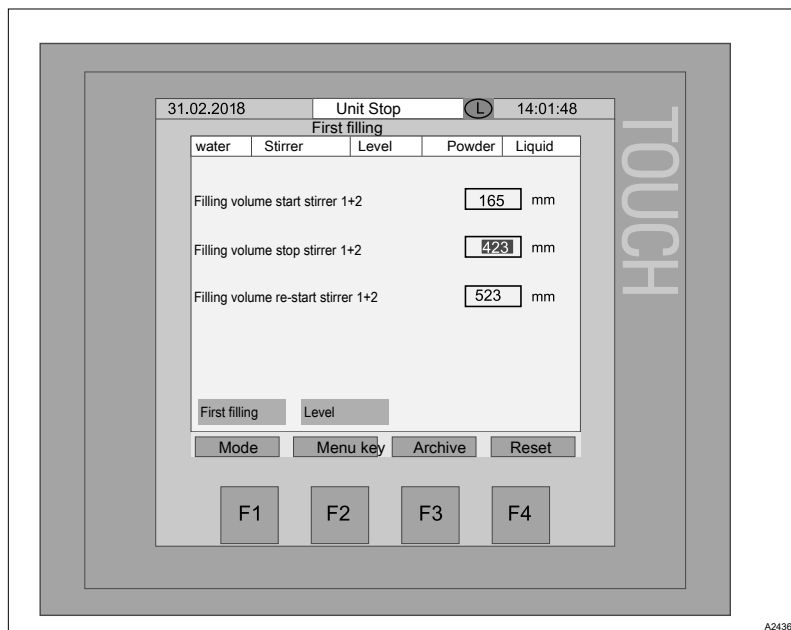 31.02.2018 Unit Stop L 14:01:48
First filling
water Stirrer Level Powder Liquid
Filling volume start stirrer 1+2 165 mm
Filling volume stop stirrer 1+2 423 mm
Filling volume re-start stirrer 1+2 523 mm
First filling Level
Mode Menu key Archive Reset
F1 F2 F3 F4
TOUCH
A2436